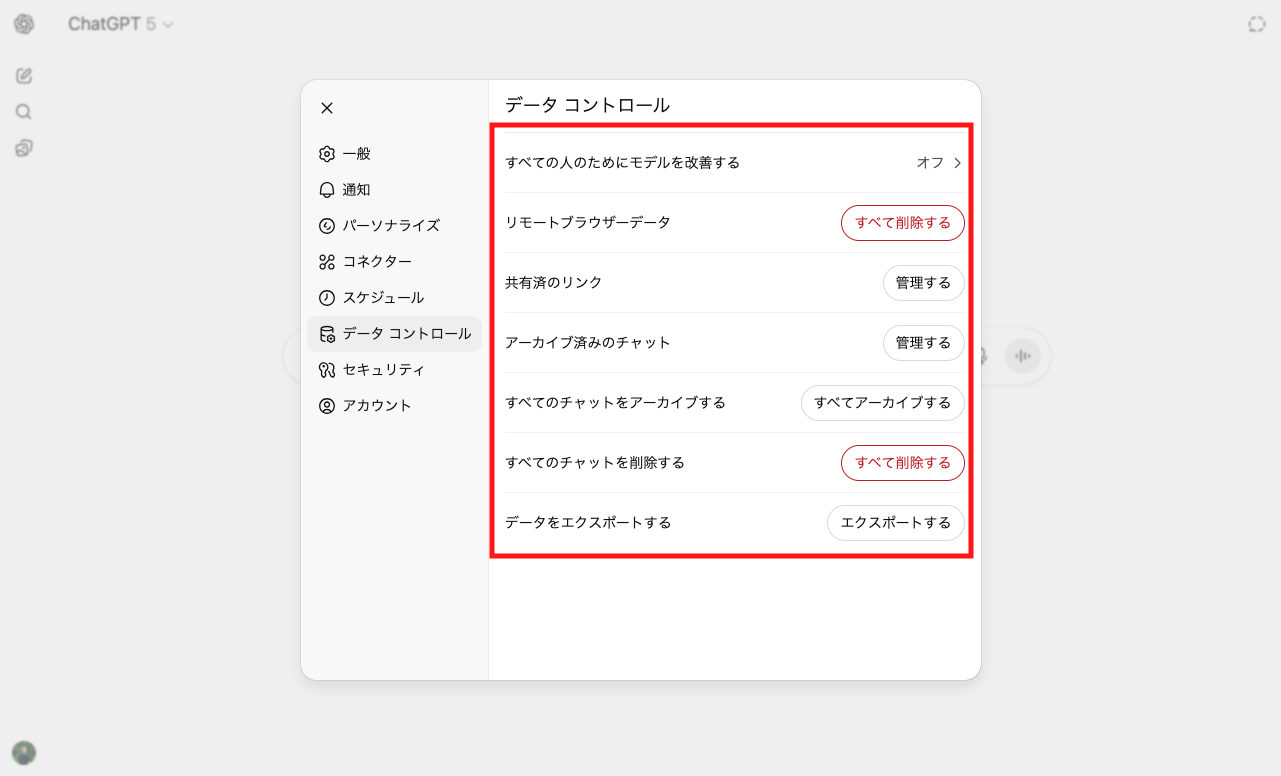 ChatGPT 5
データ コントロール
一般
通知
パーソナライズ
コネクター
スケジュール
データ コントロール
セキュリティ
アカウント
すべての人のためにモデルを改善する オフ
リモートブラウザーデータ すべて削除する
共有済のリンク 管理する
アーカイブ済みのチャット 管理する
すべてのチャットをアーカイブする すべてアーカイブする
すべてのチャットを削除する すべて削除する
データをエクスポートする エクスポートする